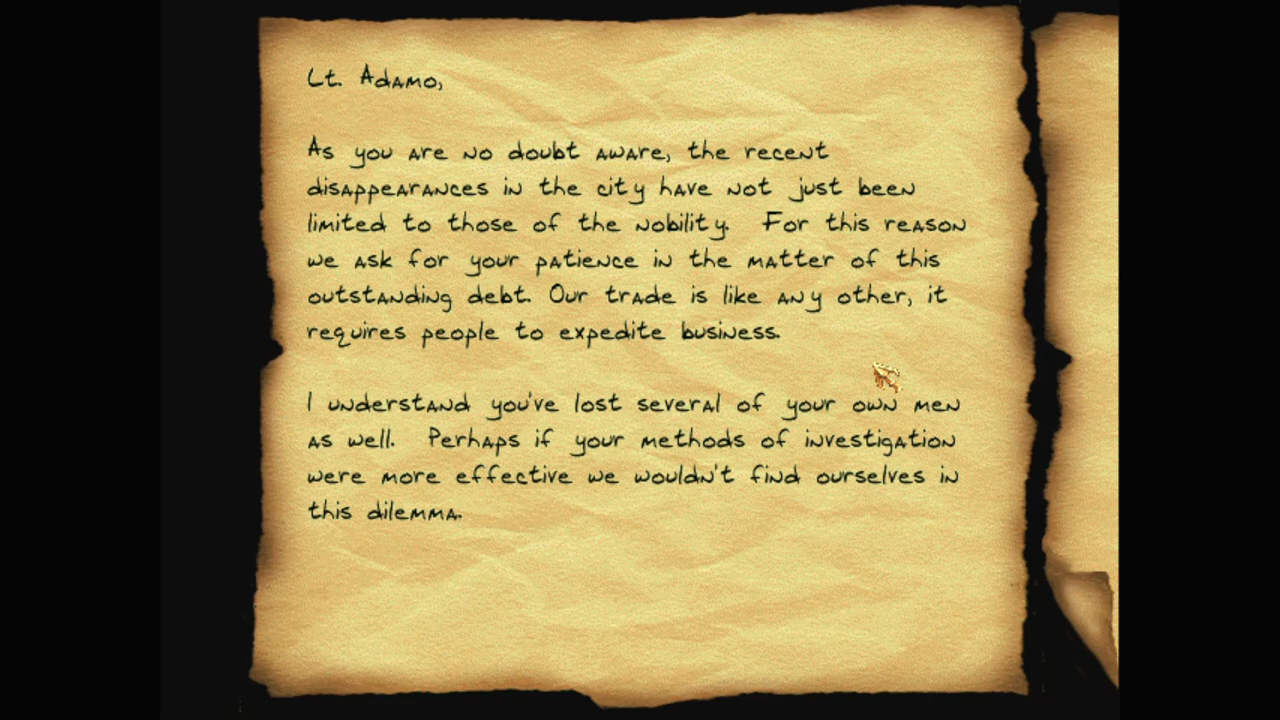 Lt. Adamo,
As you are no doubt aware, the recent
disappearances in the city have not just been
limited to those of the nobility. For this reason
we ask for your patience in the matter of this
outstanding debt. Our trade is like any other, it
requires people to expedite business.
I understand you've lost several of your own men
as well. Perhaps if your methods of investigation
were more effective we wouldn't find ourselves in
this dilemma.